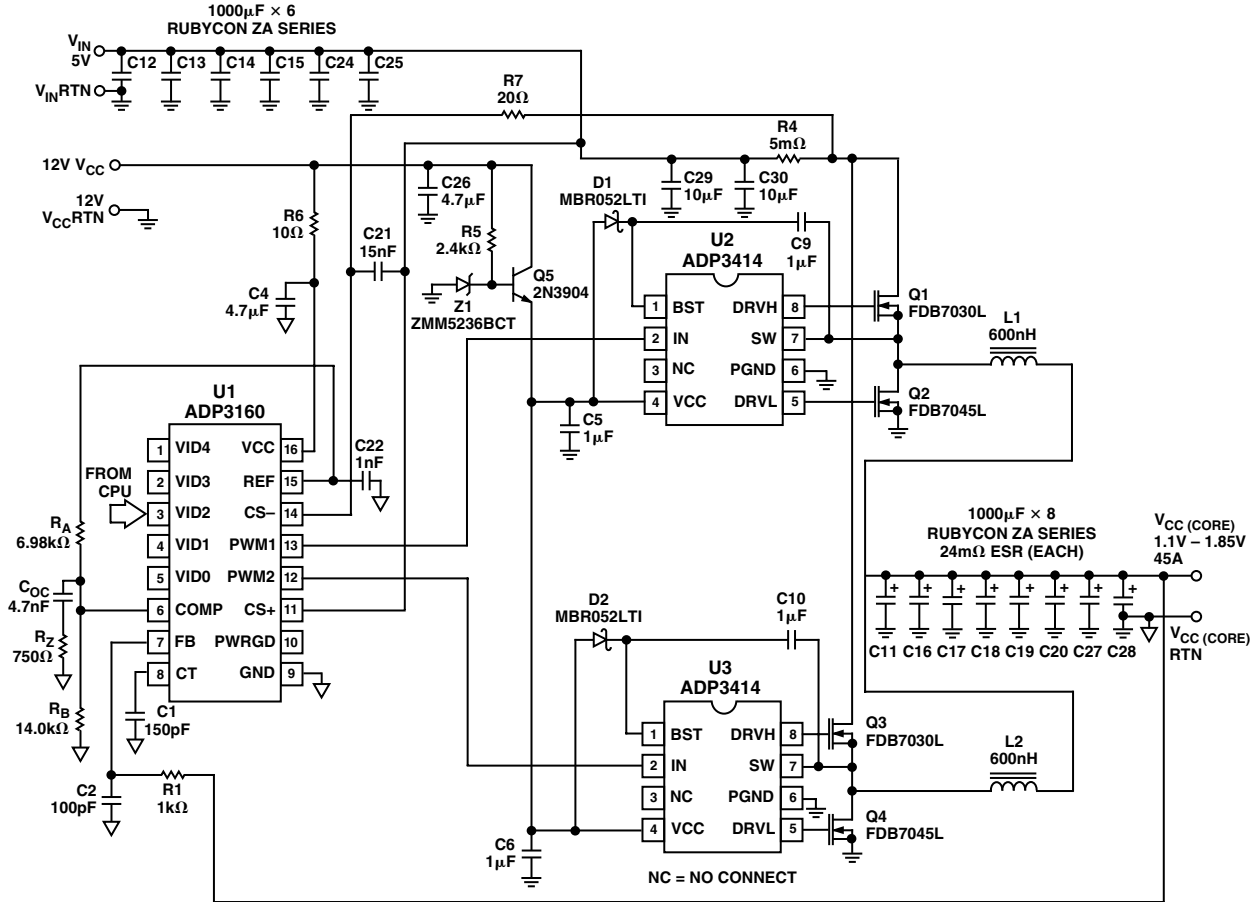 1000μF × 6
RUBYCON ZA SERIES
VIN
5V
VINRTN
C12
C13
C14
C15
C24
C25
R7
20Ω
R4
5mΩ
12V VCC
12V
VCCRTN
C26
4.7μF
C29
10μF
C30
10μF
D1
MBR052LTI
R6
10Ω
C21
15nF
R5
2.4kΩ
C9
1μF
U2
ADP3414
Q5
2N3904
Z1
ZMM5236BCT
C4
4.7μF
1
BST
DRVH
8
2
IN
SW
7
3
NC
PGND
6
4
VCC
DRVL
5
Q1
FDB7030L
L1
600nH
Q2
FDB7045L
C5
1μF
U1
ADP3160
C22
1nF
FROM
CPU
1
VID4
VCC
16
2
VID3
REF
15
3
VID2
CS–
14
4
VID1
PWM1
13
5
VID0
PWM2
12
6
COMP
CS+
11
7
FB
PWRGD
10
8
CT
GND
9
RA
6.98kΩ
COC
4.7nF
RZ
750Ω
RB
14.0kΩ
C1
150pF
C2
100pF
R1
1kΩ
1000μF × 8
RUBYCON ZA SERIES
24mΩ ESR (EACH)
VCC (CORE)
1.1V – 1.85V
45A
+
+
+
+
+
+
+
+
C11
C16
C17
C18
C19
C20
C27
C28
VCC (CORE)
RTN
D2
MBR052LTI
C10
1μF
U3
ADP3414
1
BST
DRVH
8
2
IN
SW
7
3
NC
PGND
6
4
VCC
DRVL
5
Q3
FDB7030L
L2
600nH
Q4
FDB7045L
C6
1μF
NC = NO CONNECT